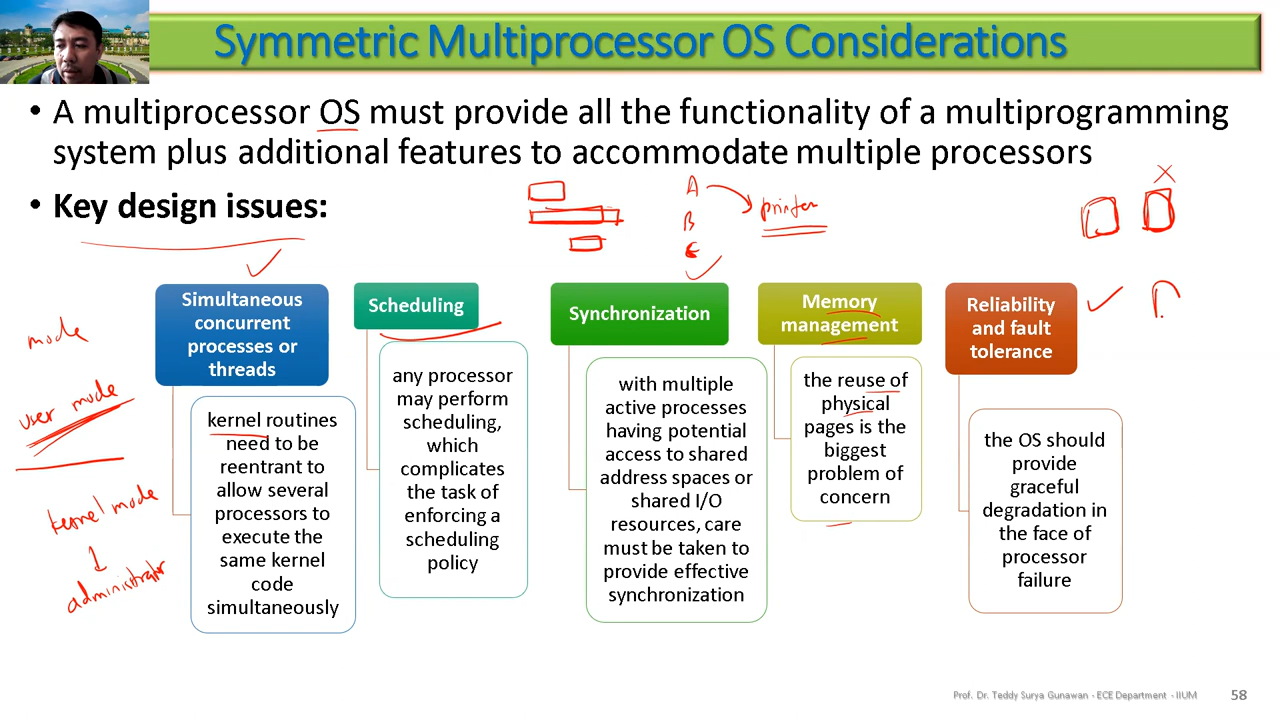 Symmetric Multiprocessor OS Considerations
• A multiprocessor OS must provide all the functionality of a multiprogramming
system plus additional features to accommodate multiple processors
• Key design issues:
A
B
C
printer
Simultaneous
concurrent
processes or
threads
kernel routines
need to be
reentrant to
allow several
processors to
execute the
same kernel
code
simultaneously
Scheduling
any processor
may perform
scheduling,
which
complicates
the task of
enforcing a
scheduling
policy
Synchronization
with multiple
active processes
having potential
access to shared
address spaces or
shared I/O
resources, care
must be taken to
provide effective
synchronization
Memory
management
the reuse of
physical
pages is the
biggest
problem of
concern
Reliability
and fault
tolerance
the OS should
provide
graceful
degradation in
the face of
processor
failure
mode
user mode
kernel mode
administrator
Prof. Dr. Teddy Surya Gunawan - ECE Department - IIUM
58